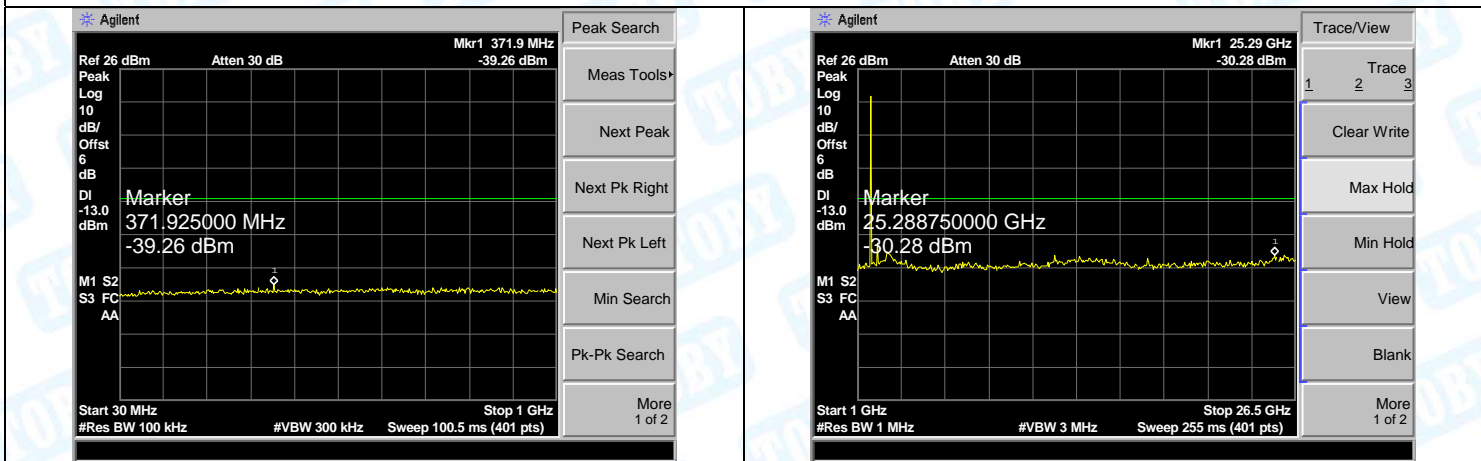 Agilent
Peak Search
Mkr1 371.9 MHz
Ref 26 dBm Atten 30 dB -39.26 dBm
Peak
Log
10
dB/
Offst
6
dB
DI
-13.0
dBm
Marker
371.925000 MHz
-39.26 dBm
1
M1 S2
S3 FC
AA
Start 30 MHz Stop 1 GHz
#Res BW 100 kHz #VBW 300 kHz Sweep 100.5 ms (401 pts)
Meas Tools
Next Peak
Next Pk Right
Next Pk Left
Min Search
Pk-Pk Search
More
1 of 2
Agilent
Trace/View
Mkr1 25.29 GHz
Ref 26 dBm Atten 30 dB -30.28 dBm
Peak
Log
10
dB/
Offst
6
dB
DI
-13.0
dBm
Marker
25.288750000 GHz
-30.28 dBm
1
M1 S2
S3 FC
AA
Start 1 GHz Stop 26.5 GHz
#Res BW 1 MHz #VBW 3 MHz Sweep 255 ms (401 pts)
Trace
1 2 3
Clear Write
Max Hold
Min Hold
View
Blank
More
1 of 2
TOBY